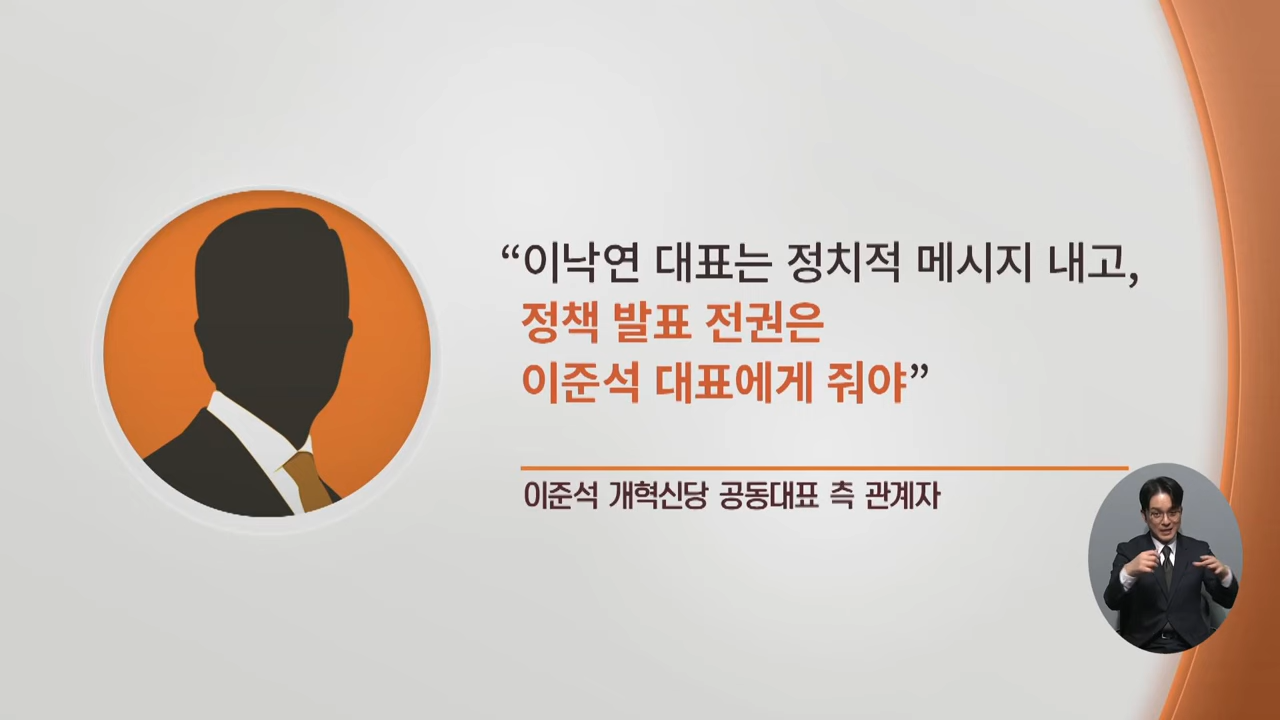 “이낙연 대표는 정치적 메시지 내고,
정책 발표 전권은
이준석 대표에게 줘야”
이준석 개혁신당 공동대표 측 관계자